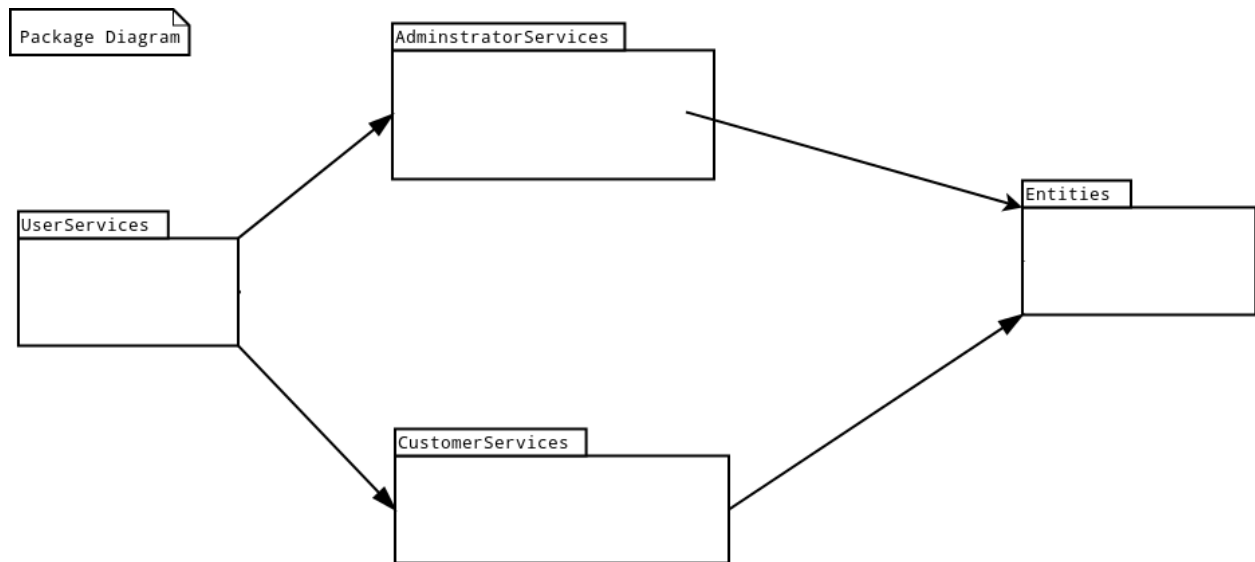 Package Diagram
AdminstratorServices
Entities
UserServices
CustomerServices